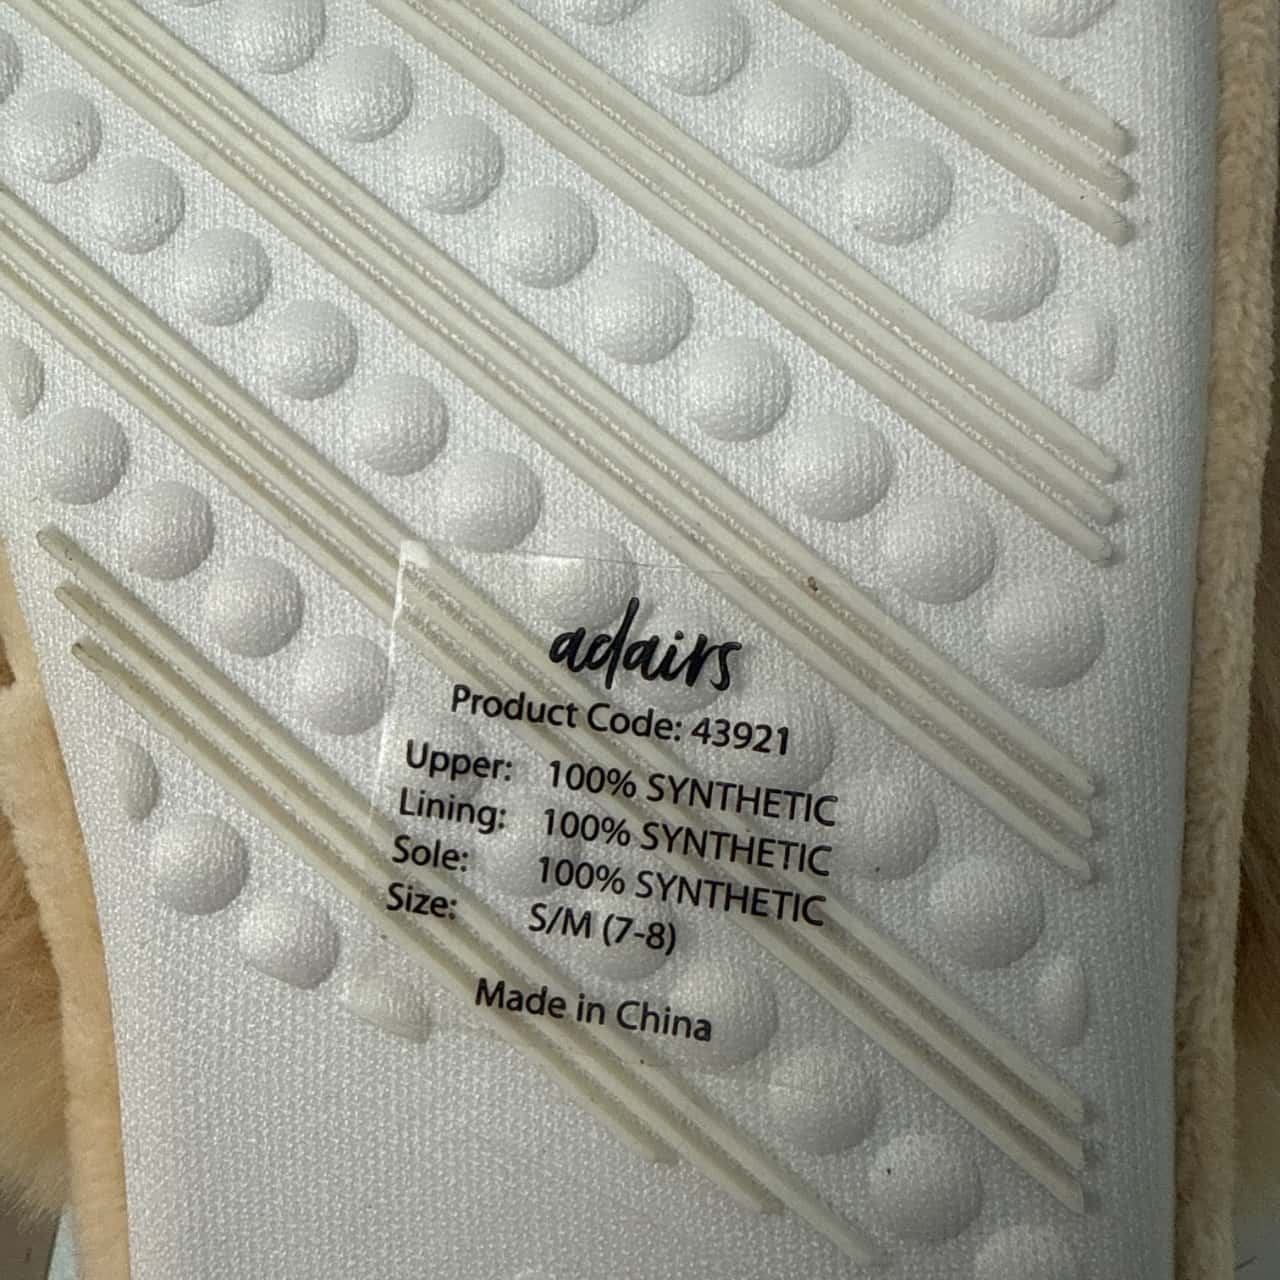 adairs
Product Code: 43921
Upper: 100% SYNTHETIC
Lining: 100% SYNTHETIC
Sole: 100% SYNTHETIC
Size: S/M (7-8)
Made in China